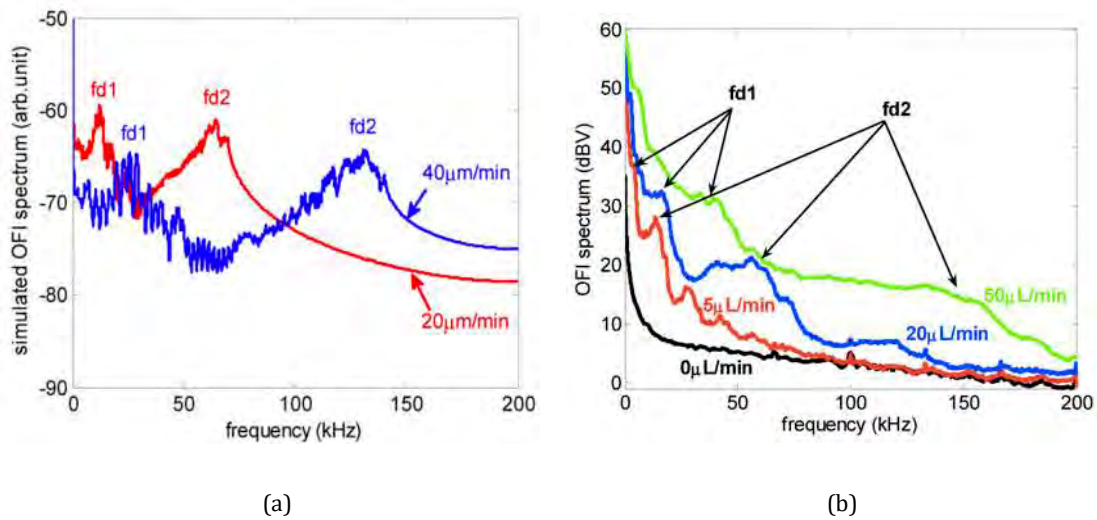 -50
-60
-70
-80
-90
simulated OFI spectrum (arb.unit)
fd1
fd1
fd2
fd2
40µm/min
20µm/min
0
50
100
150
200
frequency (kHz)
(a)
60
50
40
30
20
10
0
OFI spectrum (dBV)
fd1
fd2
50µL/min
5µL/min
20µL/min
0µL/min
0
50
100
150
200
frequency (kHz)
(b)